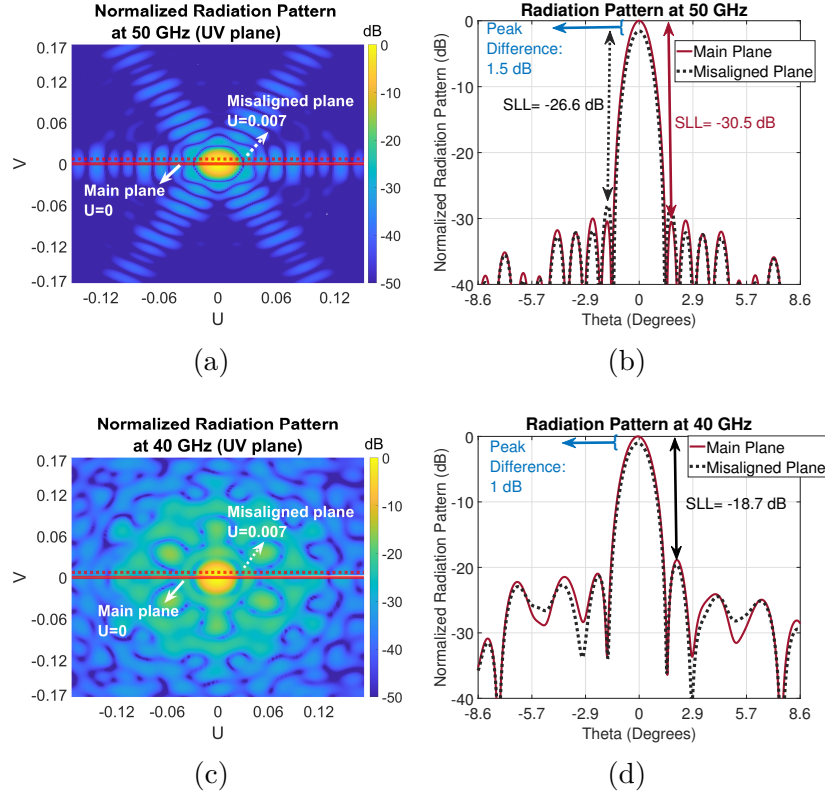 Normalized Radiation Pattern
at 50 GHz (UV plane)
dB
0.17
0.12
0.06
0
-0.06
-0.12
-0.17
V
Misaligned plane
U=0.007
Main plane
U=0
-0.12
-0.06
0
0.06
0.12
U
0
-10
-20
-30
-40
-50
(a)
Radiation Pattern at 50 GHz
Normalized Radiation Pattern (dB)
0
-10
-20
-30
-40
Peak
Difference:
1.5 dB
Main Plane
Misaligned Plane
SLL= -26.6 dB
SLL= -30.5 dB
-8.6
-5.7
-2.9
0
2.9
5.7
8.6
Theta (Degrees)
(b)
Normalized Radiation Pattern
at 40 GHz (UV plane)
dB
0.17
0.12
0.06
0
-0.06
-0.12
-0.17
V
Misaligned plane
U=0.007
Main plane
U=0
-0.12
-0.06
0
0.06
0.12
U
0
-10
-20
-30
-40
-50
(c)
Radiation Pattern at 40 GHz
Normalized Radiation Pattern (dB)
0
-10
-20
-30
-40
Peak
Difference:
1 dB
Main Plane
Misaligned Plane
SLL= -18.7 dB
-8.6
-5.7
-2.9
0
2.9
5.7
8.6
Theta (Degrees)
(d)